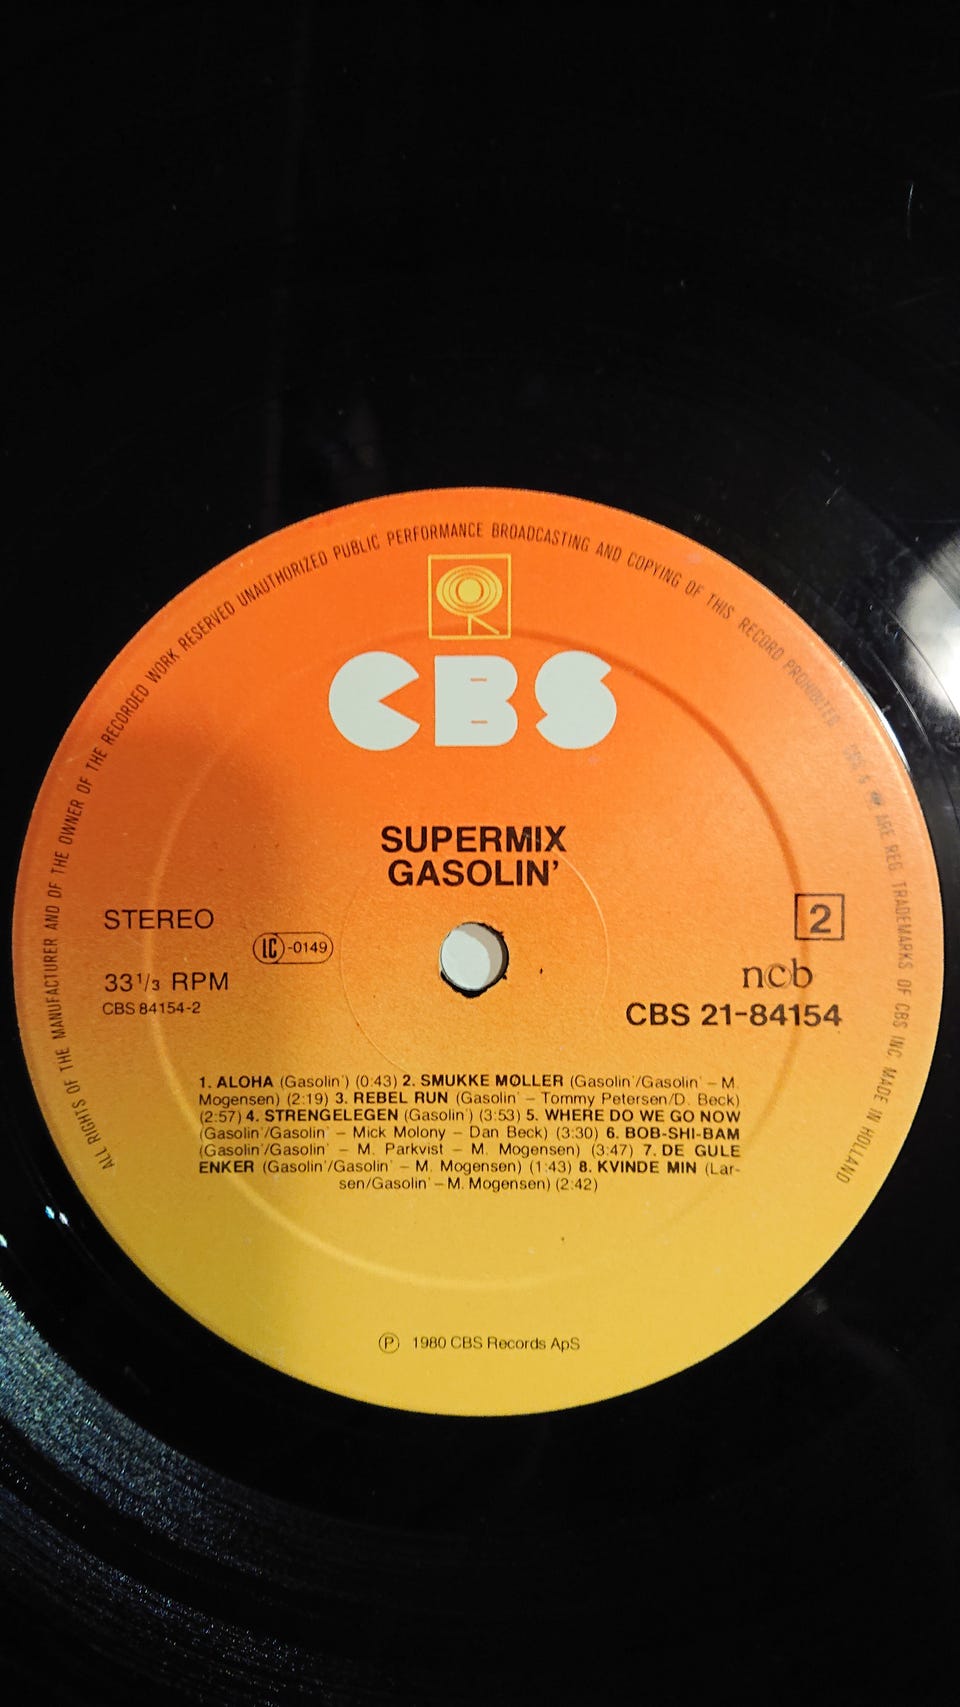 ALL RIGHTS OF THE MANUFACTURER AND OF THE OWNER OF THE RECORDED WORK RESERVED UNAUTHORIZED PUBLIC PERFORMANCE BROADCASTING AND COPYING OF THIS RECORD PROHIBITED ARE REG. TRADEMARKS OF CBS INC. MADE IN HOLLAND
CBS
SUPERMIX
GASOLIN'
STEREO
LC-0149
33 1/3 RPM
CBS 84154-2
2
ncb
CBS 21-84154
1. ALOHA (Gasolin') (0:43) 2. SMUKKE MØLLER (Gasolin'/Gasolin' – M.
Mogensen) (2:19) 3. REBEL RUN (Gasolin' – Tommy Petersen/D. Beck)
(2:57) 4. STRENGELEGEN (Gasolin') (3:53) 5. WHERE DO WE GO NOW
(Gasolin'/Gasolin' – Mick Molony – Dan Beck) (3:30) 6. BOB-SHI-BAM
(Gasolin'/Gasolin' – M. Parkvist – M. Mogensen) (3:47) 7. DE GULE
ENKER (Gasolin'/Gasolin' – M. Mogensen) (1:43) 8. KVINDE MIN (Lar-
sen/Gasolin' – M. Mogensen) (2:42)
Ⓟ 1980 CBS Records ApS